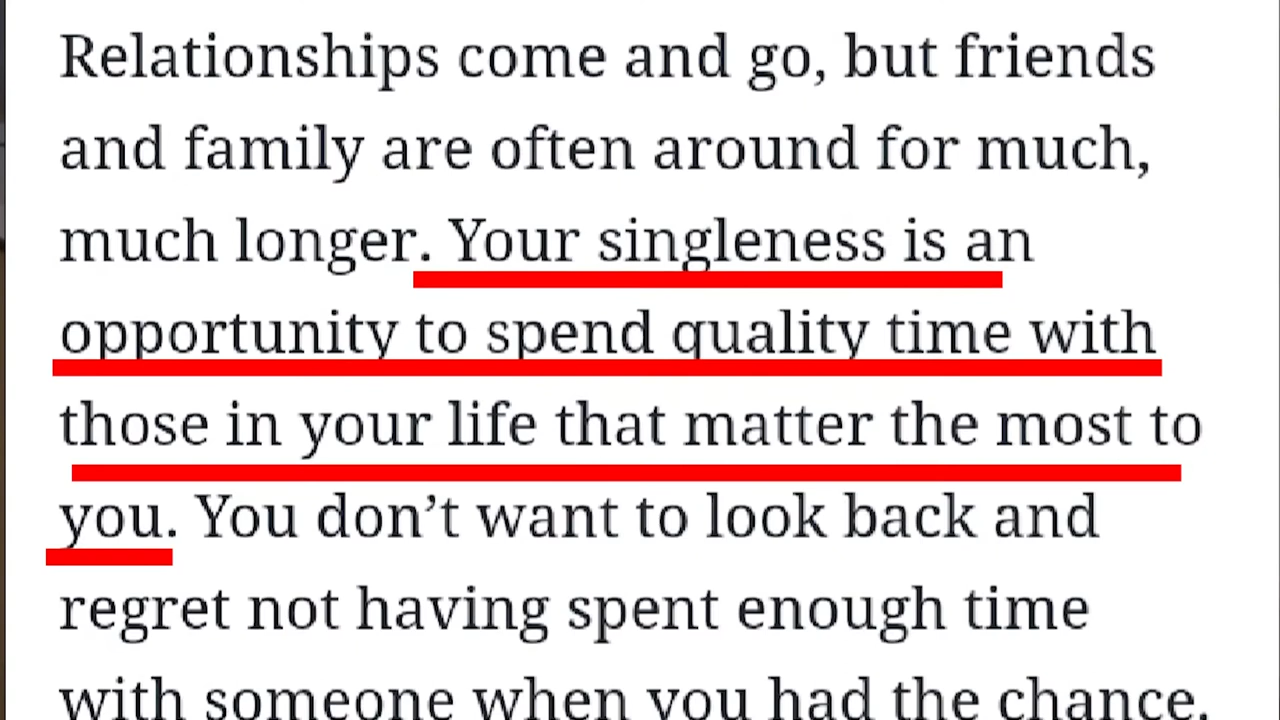 Relationships come and go, but friends
and family are often around for much,
much longer. Your singleness is an
opportunity to spend quality time with
those in your life that matter the most to
you. You don’t want to look back and
regret not having spent enough time
with someone when you had the chance.